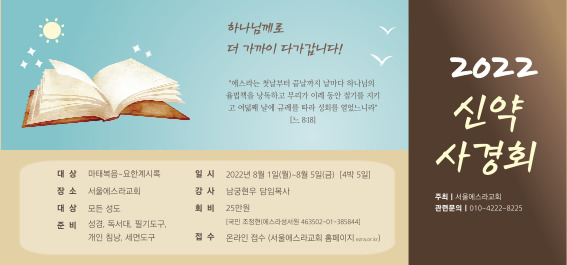 하나님께로
더 가까이 다가갑니다!
"에스라는 첫날부터 끝날까지 날마다 하나님의
율법책을 낭독하고 무리가 이레 동안 절기를 지키
고 여덟째 날에 규례를 따라 성회를 열었느니라"
[느 8:18]
2022
신약
사경회
주최 | 서울에스라교회
관련문의 | 010-4222-8225
대 상 마태복음~요한계시록
장 소 서울에스라교회
대 상 모든 성도
준 비 성경, 독서대, 필기도구,
개인 침낭, 세면도구
일 시 2022년 8월 1일(월)~8월 5일(금) [4박 5일]
강 사 남궁현우 담임목사
회 비 25만원
[국민 조정현(에스라성서원) 463502-01-385844]
접 수 온라인 접수 (서울에스라교회 홈페이지)